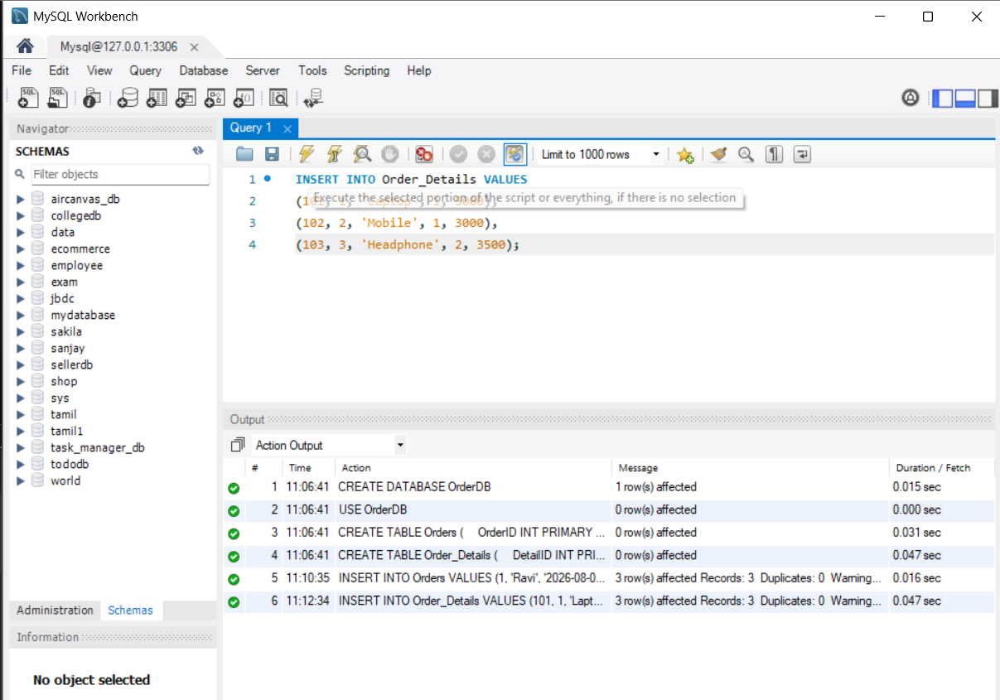 MySQL Workbench
Mysql@127.0.0.1:3306
File Edit View Query Database Server Tools Scripting Help
Navigator
SCHEMAS
Filter objects
aircanvas_db
collegedb
data
ecommerce
employee
exam
jbdc
mydatabase
sakila
sanjay
sellerdb
shop
sys
tamil
tamil1
task_manager_db
tododb
world
Administration Schemas
Information
No object selected
Query 1
Limit to 1000 rows
1 INSERT INTO Order_Details VALUES
Execute the selected portion of the script or everything, if there is no selection
2 (101, 1, 'Laptop', 1,
3 (102, 2, 'Mobile', 1, 3000),
4 (103, 3, 'Headphone', 2, 3500);
Output
Action Output
# Time Action Message Duration / Fetch
1 11:06:41 CREATE DATABASE OrderDB 1 row(s) affected 0.015 sec
2 11:06:41 USE OrderDB 0 row(s) affected 0.000 sec
3 11:06:41 CREATE TABLE Orders ( OrderID INT PRIMARY ... 0 row(s) affected 0.031 sec
4 11:06:41 CREATE TABLE Order_Details ( DetailID INT PRI... 0 row(s) affected 0.047 sec
5 11:10:35 INSERT INTO Orders VALUES (1, 'Ravi', '2026-08-0... 3 row(s) affected Records: 3 Duplicates: 0 Warning... 0.016 sec
6 11:12:34 INSERT INTO Order_Details VALUES (101, 1, 'Lapt... 3 row(s) affected Records: 3 Duplicates: 0 Warning... 0.047 sec